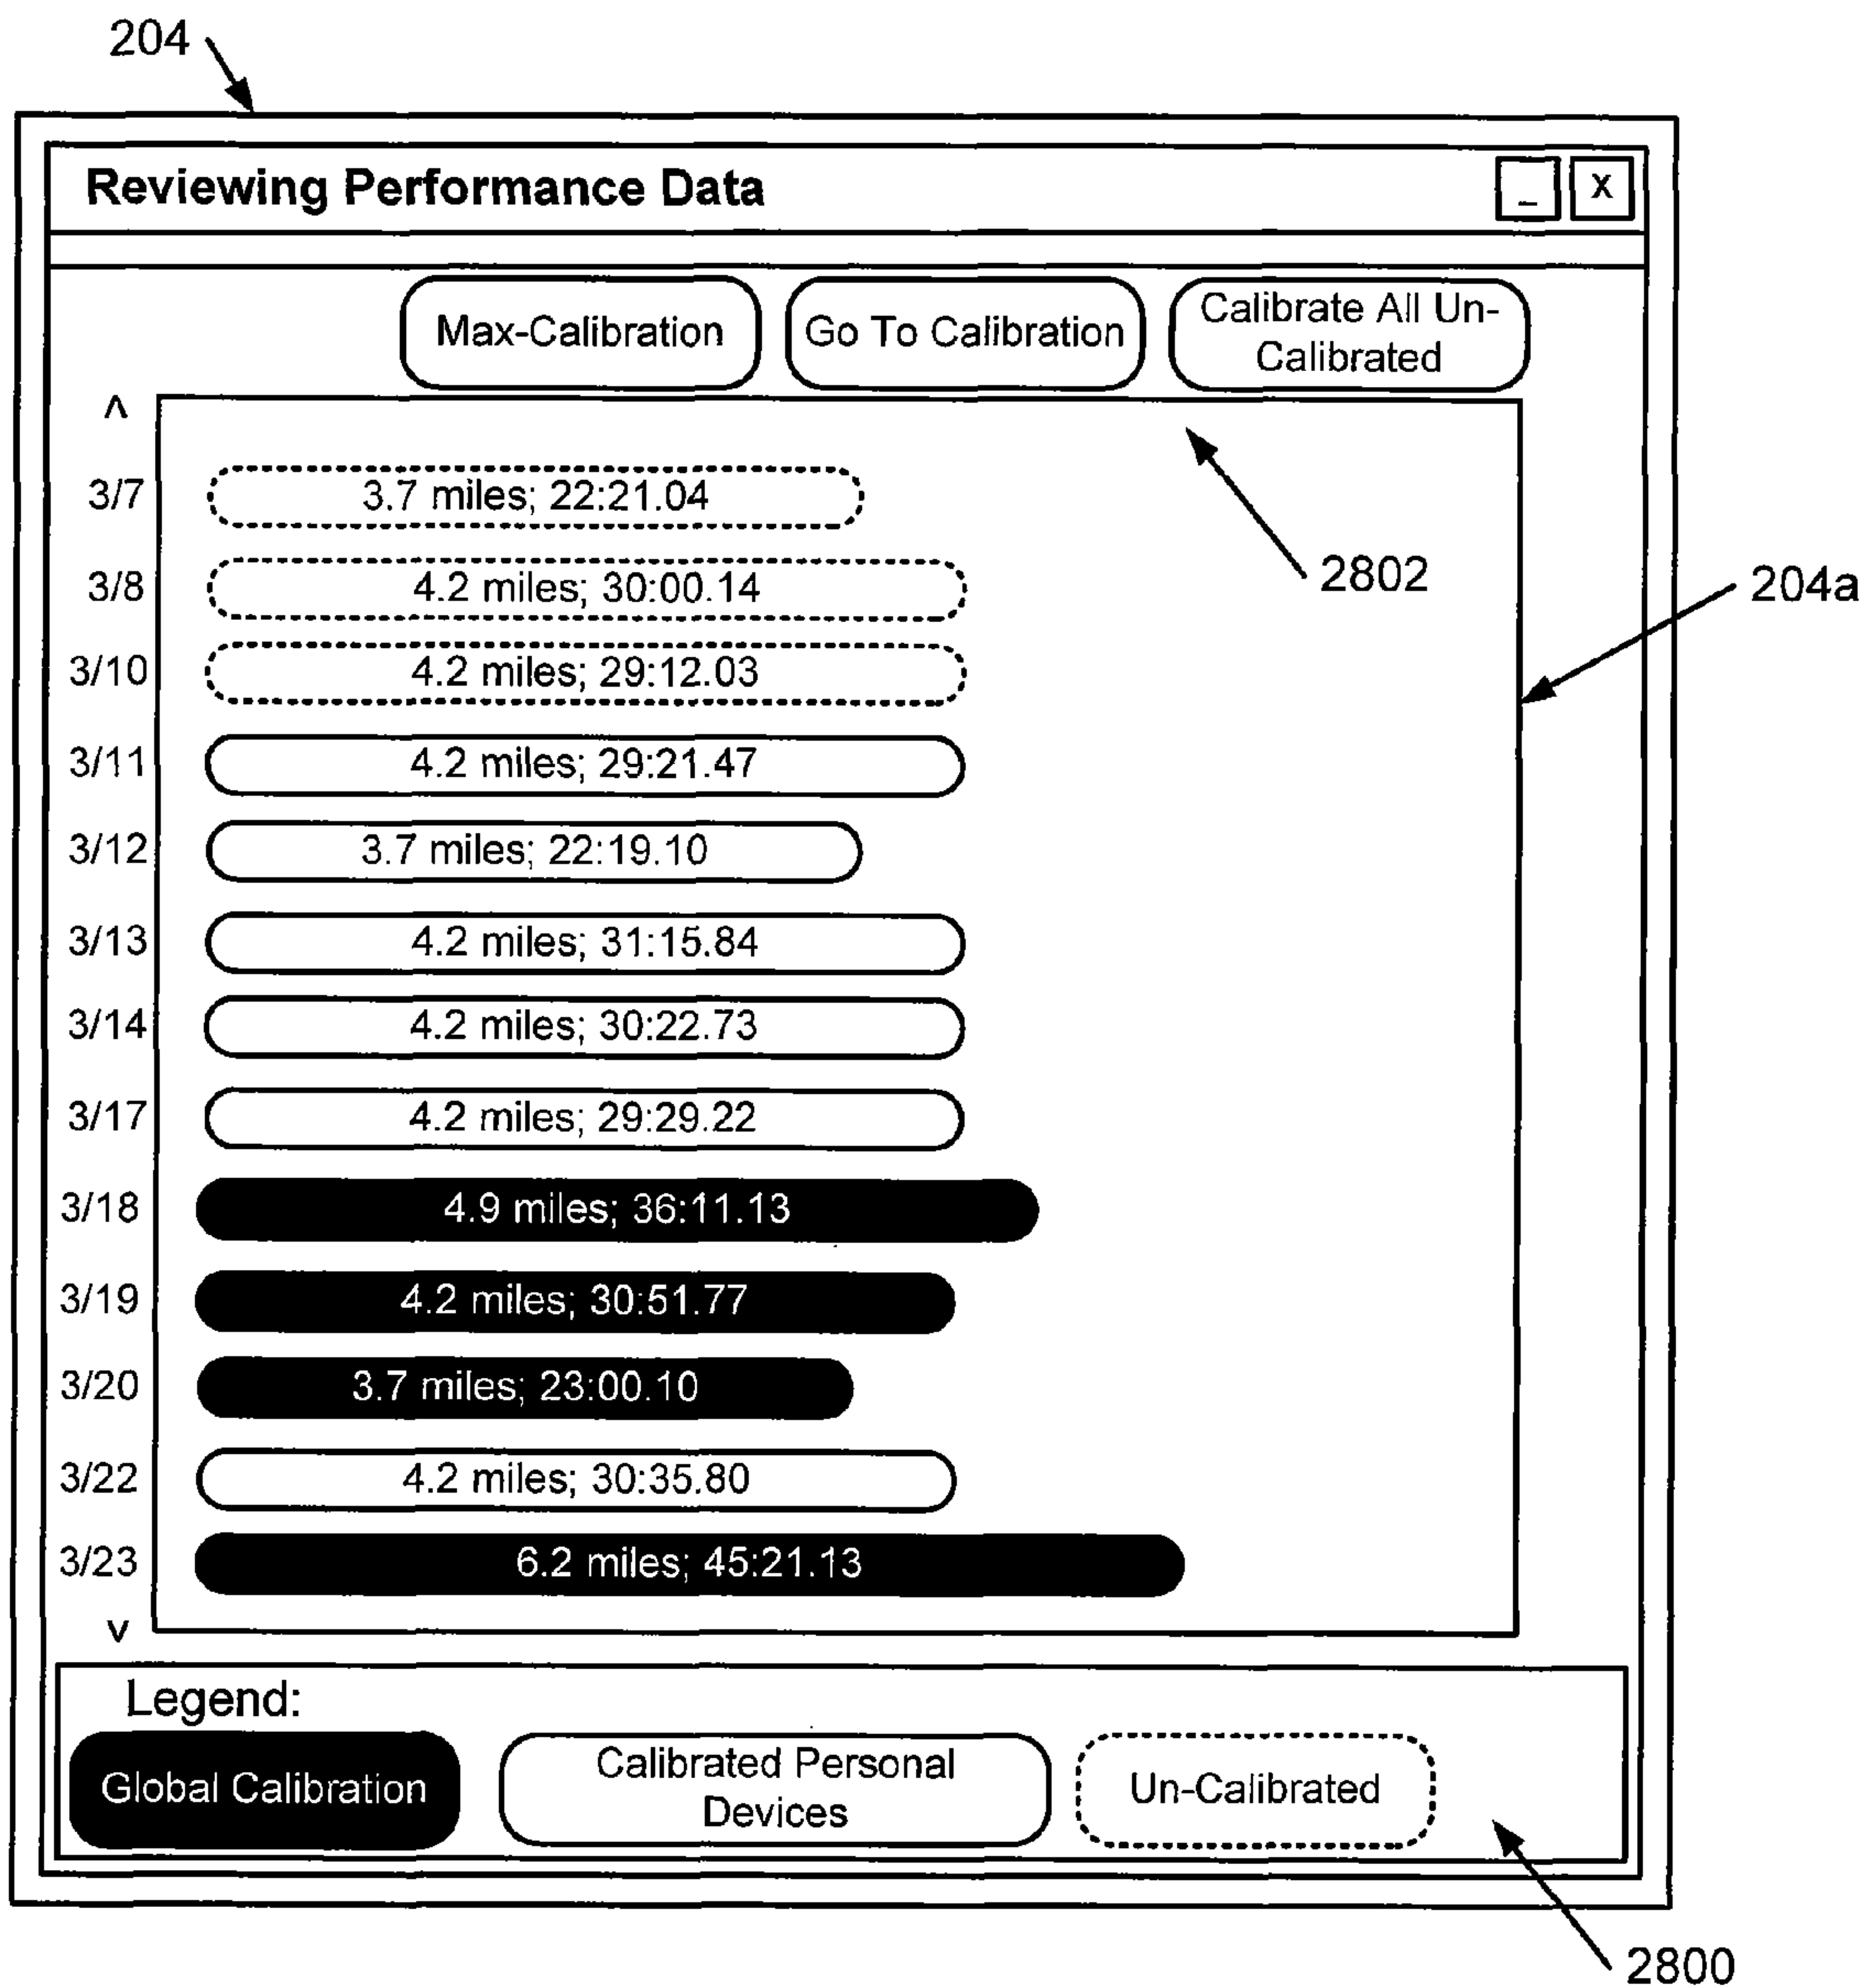 204
Reviewing Performance Data
_ X
Max-Calibration
Go To Calibration
Calibrate All Un-
Calibrated
^
3/7 3.7 miles; 22:21.04
2802
3/8 4.2 miles; 30:00.14
204a
3/10 4.2 miles; 29:12.03
3/11 4.2 miles; 29:21.47
3/12 3.7 miles; 22:19.10
3/13 4.2 miles; 31:15.84
3/14 4.2 miles; 30:22.73
3/17 4.2 miles; 29:29.22
3/18 4.9 miles; 36:11.13
3/19 4.2 miles; 30:51.77
3/20 3.7 miles; 23:00.10
3/22 4.2 miles; 30:35.80
3/23 6.2 miles; 45:21.13
v
Legend:
Global Calibration
Calibrated Personal
Devices
Un-Calibrated
2800